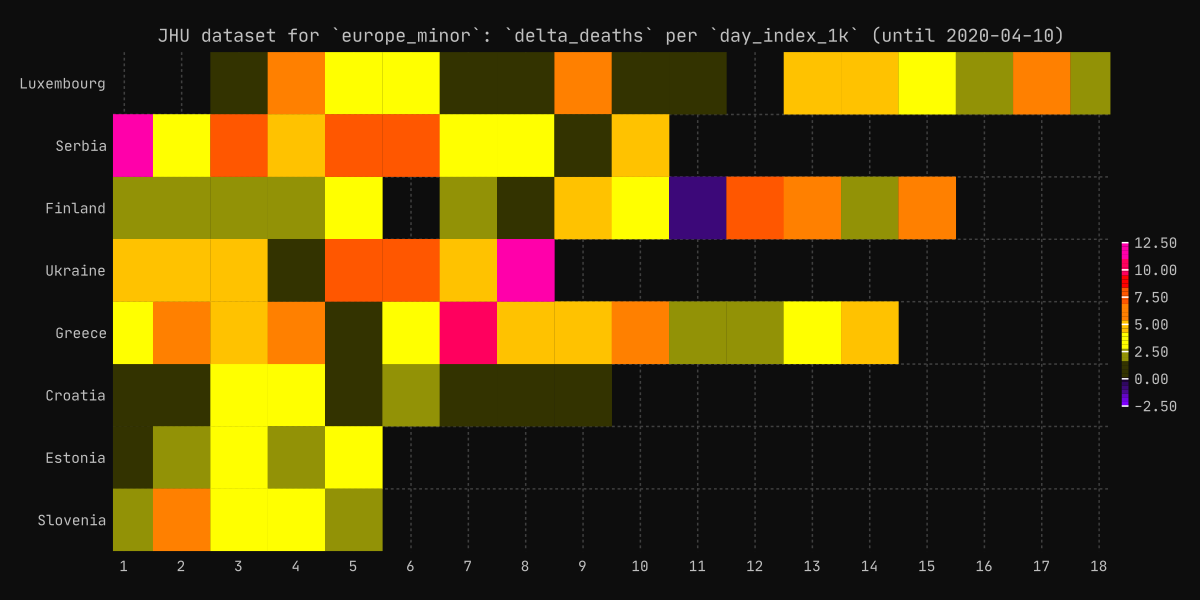 JHU dataset for `europe_minor`: `delta_deaths` per `day_index_1k` (until 2020-04-10)
Luxembourg
Serbia
Finland
Ukraine
Greece
Croatia
Estonia
Slovenia
12.50
10.00
7.50
5.00
2.50
0.00
-2.50
1 2 3 4 5 6 7 8 9 10 11 12 13 14 15 16 17 18